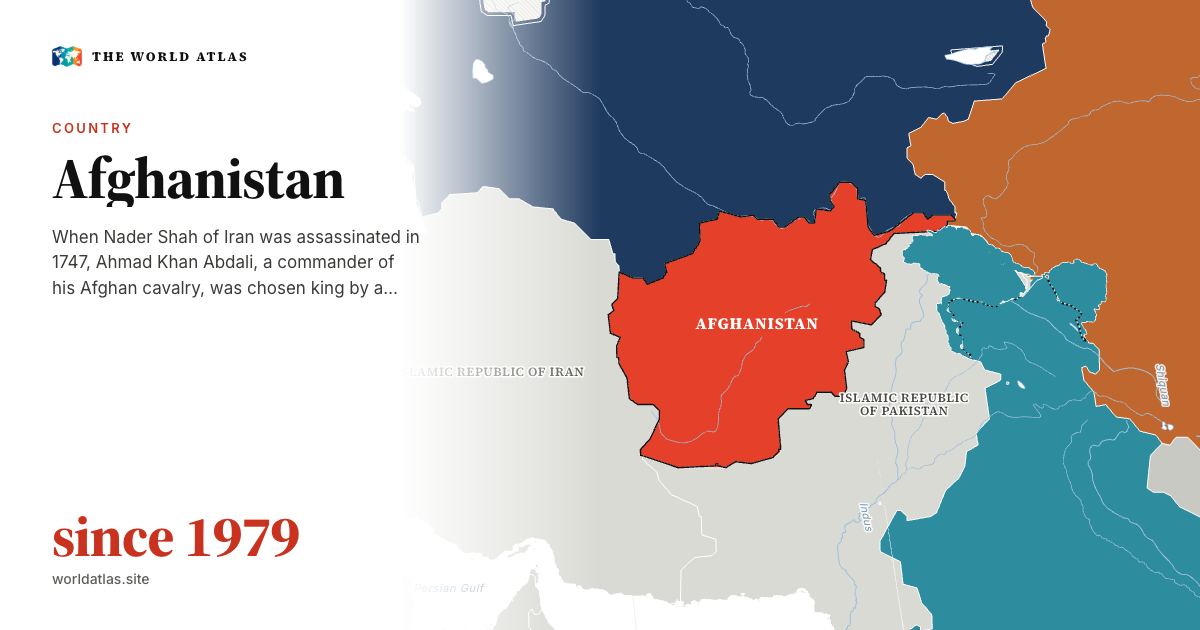 THE WORLD ATLAS
COUNTRY
Afghanistan
When Nader Shah of Iran was assassinated in
1747, Ahmad Khan Abdali, a commander of
his Afghan cavalry, was chosen king by a...
since 1979
worldatlas.site
AFGHANISTAN
LAMIC REPUBLIC OF IRAN
ISLAMIC REPUBLIC
OF PAKISTAN
Shiquan
Indus
Persian Gulf